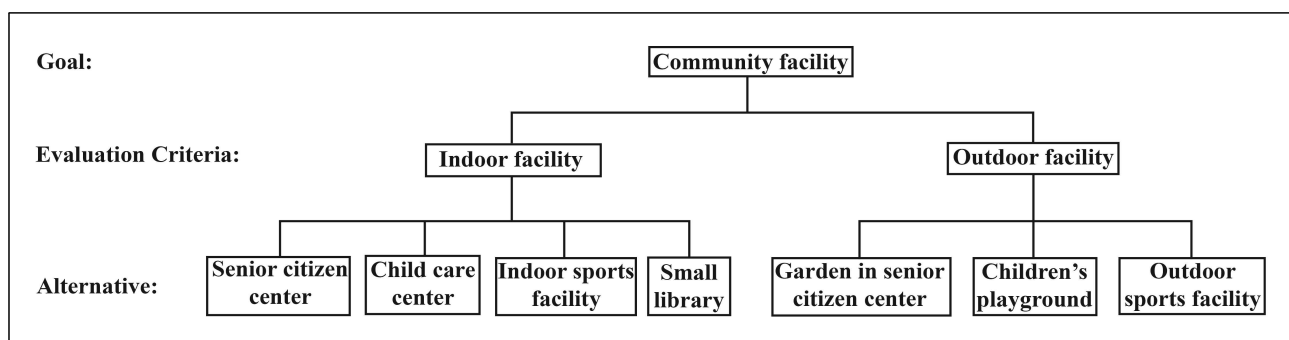 Goal:
Community facility
Evaluation Criteria:
Indoor facility
Outdoor facility
Alternative:
Senior citizen
center
Child care
center
Indoor sports
facility
Small
library
Garden in senior
citizen center
Children’s
playground
Outdoor
sports facility